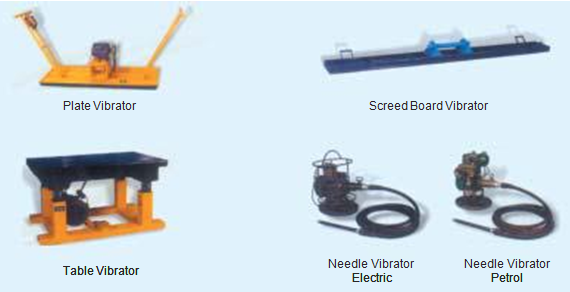 Plate Vibrator
Screed Board Vibrator
Table Vibrator
Needle Vibrator
Electric
Needle Vibrator
Petrol